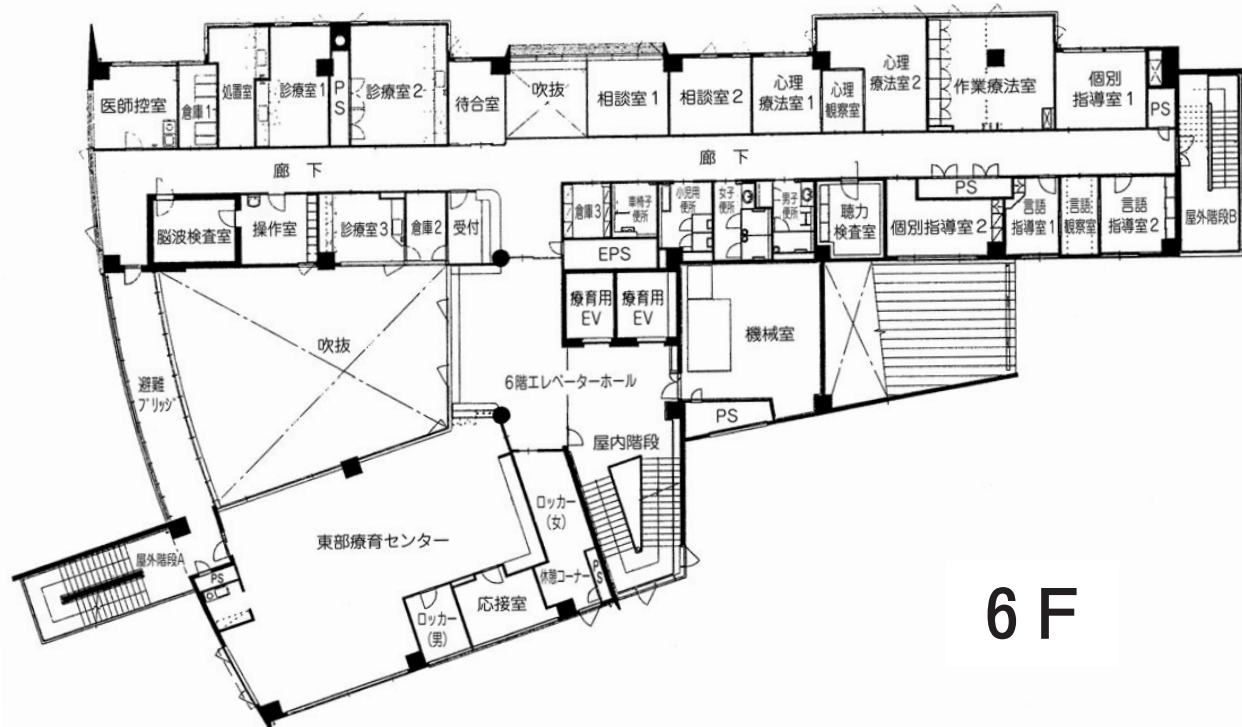 医師控室
倉庫1
処置室
診療室1
PS
診療室2
待合室
吹抜
相談室1
相談室2
心理
療法室1
心理
観察室
心理
療法室2
作業療法室
個別
指導室1
PS
廊 下
廊 下
脳波検査室
操作室
診療室3
倉庫2
受付
倉庫3
車椅子
便所
小児用
便所
女子
便所
男子
便所
聴力
検査室
PS
個別指導室2
言語
指導室1
言語
観察室
言語
指導室2
屋外階段B
EPS
療育用
EV
療育用
EV
機械室
吹抜
避難
ブリッジ
6階エレベーターホール
PS
屋内階段
ロッカー
(女)
東部療育センター
屋外階段A
PS
休憩コーナー
PS
応接室
ロッカー
(男)
6F